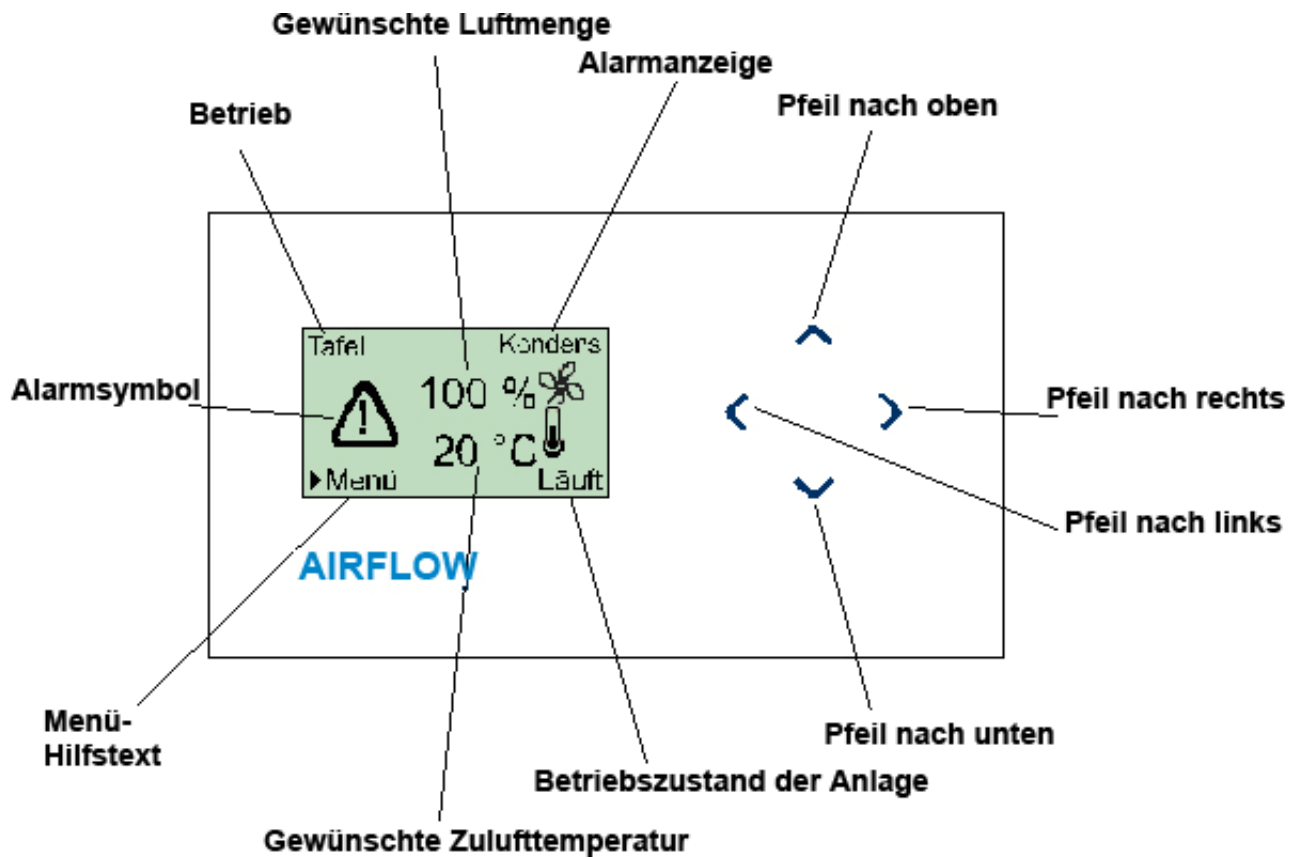 Gewünschte Luftmenge
Alarmanzeige
Betrieb
Pfeil nach oben
Tafel
Kondens
Alarmsymbol
100 %
20 °C
Pfeil nach rechts
Menü
Läuft
Pfeil nach links
AIRFLOW
Menü-
Hilfstext
Pfeil nach unten
Betriebszustand der Anlage
Gewünschte Zulufttemperatur